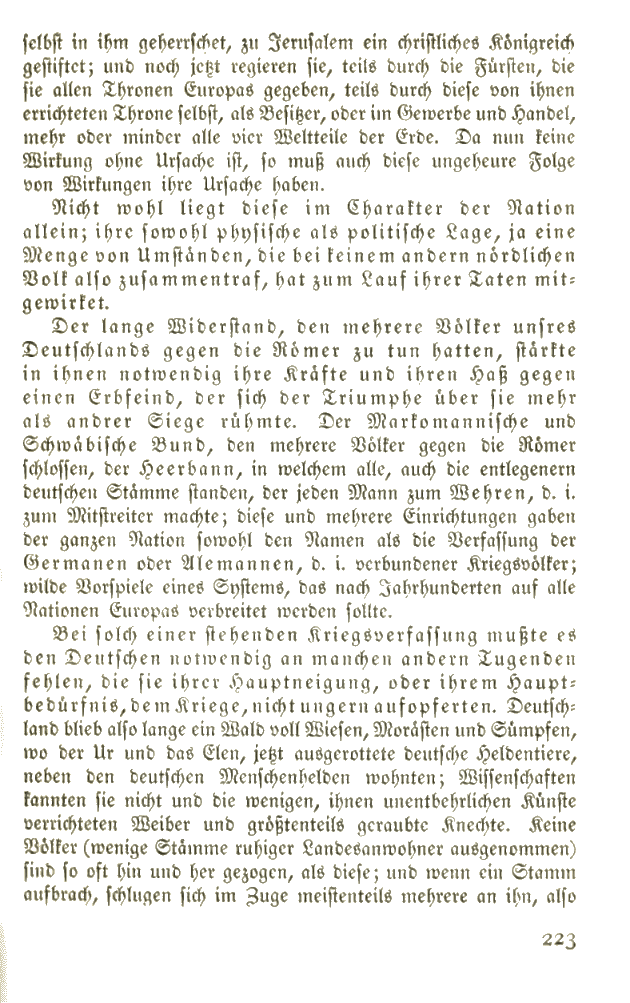 selbst in ihm geherrschet, zu Jerusalem ein christliches Königreich
gestiftet; und noch jetzt regieren sie, teils durch die Fürsten, die
sie allen Thronen Europas gegeben, teils durch diese von ihnen
errichteten Throne selbst, als Besitzer, oder im Gewerbe und Handel,
mehr oder minder alle vier Weltteile der Erde. Da nun keine
Wirkung ohne Ursache ist, so muß auch diese ungeheure Folge
von Wirkungen ihre Ursache haben.
Nicht wohl liegt diese im Charakter der Nation
allein; ihre sowohl physische als politische Lage, ja eine
Menge von Umständen, die bei keinem andern nördlichen
Volk also zusammentraf, hat zum Lauf ihrer Taten mit-
gewirket.
Der lange Widerstand, den mehrere Völker unsres
Deutschlands gegen die Römer zu tun hatten, stärkte
in ihnen notwendig ihre Kräfte und ihren Haß gegen
einen Erbfeind, der sich der Triumphe über sie mehr
als andrer Siege rühmte. Der Markomannische und
Schwäbische Bund, den mehrere Völker gegen die Römer
schlossen, der Heerbann, in welchem alle, auch die entlegenern
deutschen Stämme standen, der jeden Mann zum Wehren, d. i.
zum Mitstreiter machte; diese und mehrere Einrichtungen gaben
der ganzen Nation sowohl den Namen als die Verfassung der
Germanen oder Alemannen, d. i. verbundener Kriegsvölker;
wilde Vorspiele eines Systems, das nach Jahrhunderten auf alle
Nationen Europas verbreitet werden sollte.
Bei solch einer stehenden Kriegsverfassung mußte es
den Deutschen notwendig an manchen andern Tugenden
fehlen, die sie ihrer Hauptneigung, oder ihrem Haupt-
bedürfnis, dem Kriege, nicht ungern aufopferten. Deutsch-
land blieb also lange ein Wald voll Wiesen, Morästen und Sümpfen,
wo der Ur und das Elen, jetzt ausgerottete deutsche Heldentiere,
neben den deutschen Menschenhelden wohnten; Wissenschaften
kannten sie nicht und die wenigen, ihnen unentbehrlichen Künste
verrichteten Weiber und größtenteils geraubte Knechte. Keine
Völker (wenige Stämme ruhiger Landesanwohner ausgenommen)
sind so oft hin und her gezogen, als diese; und wenn ein Stamm
aufbrach, schlugen sich im Zuge meistenteils mehrere an ihn, also
223